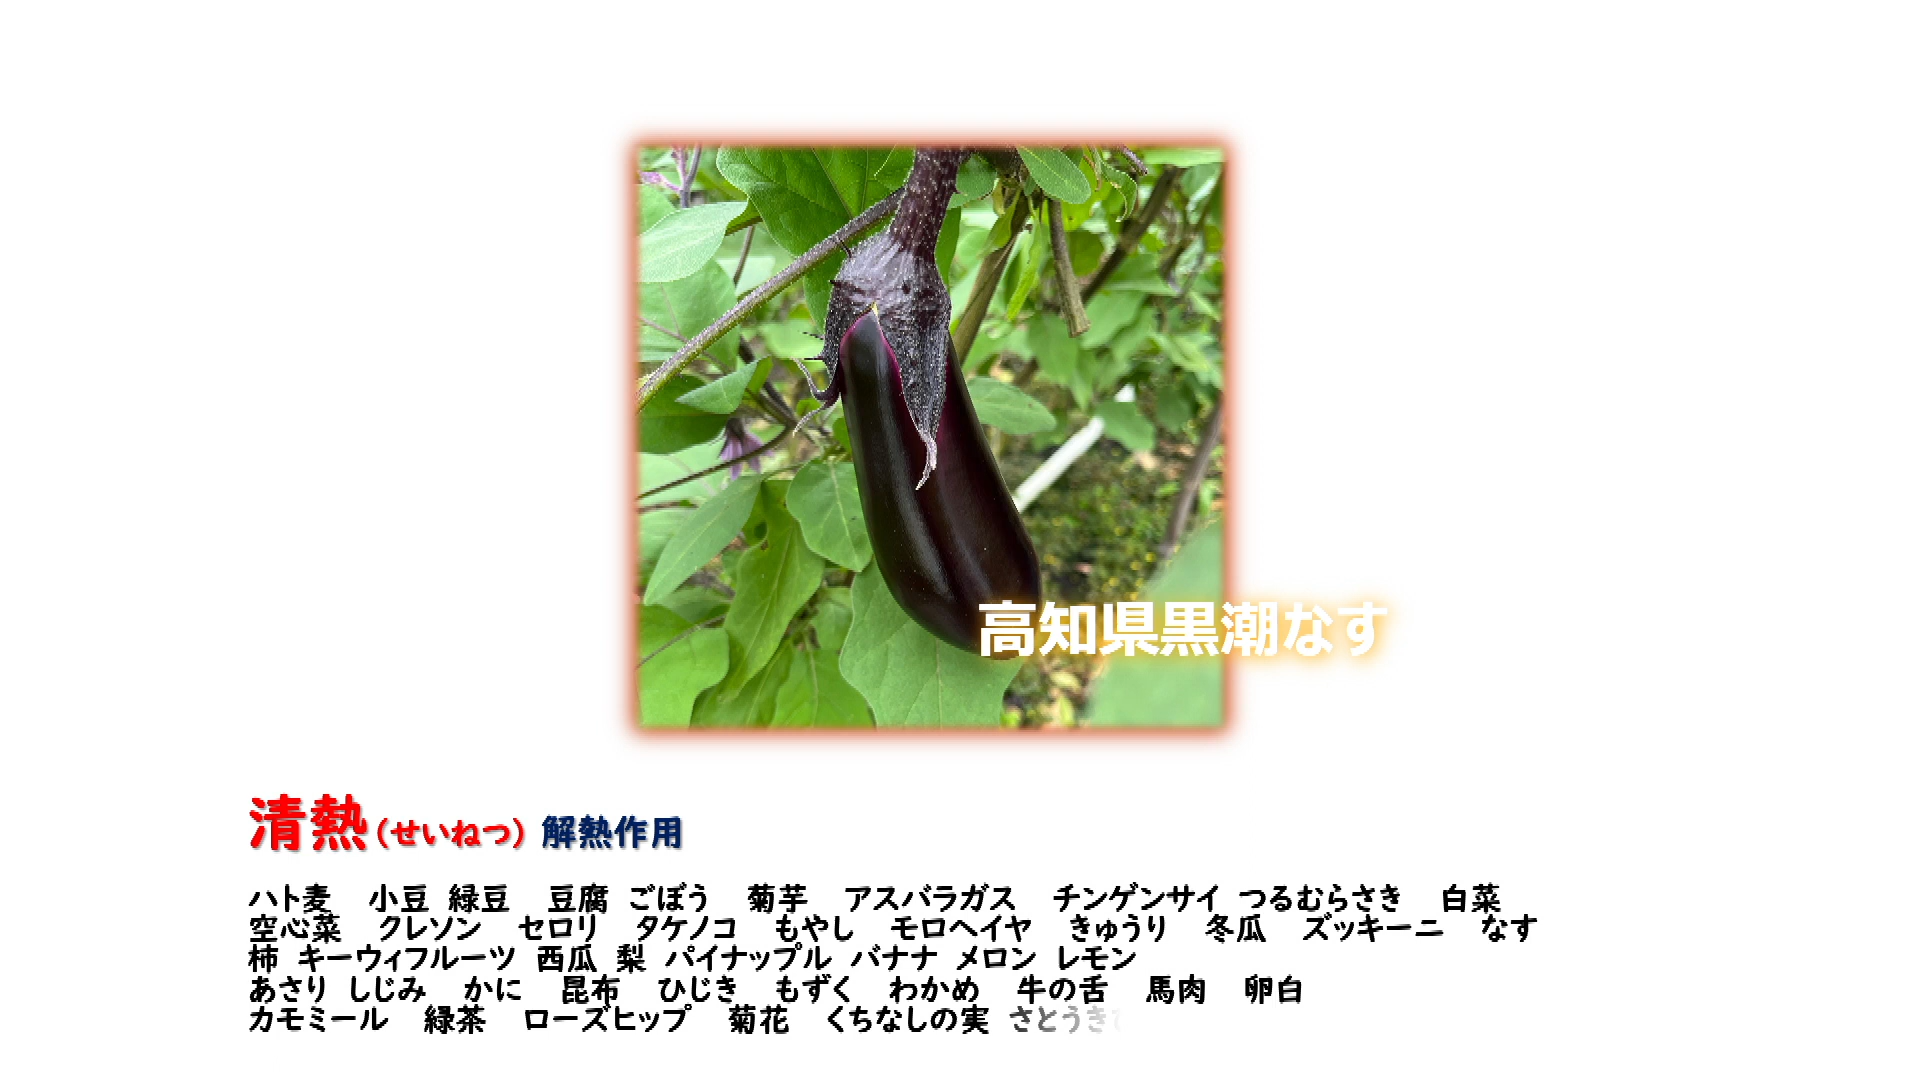 高知県黒潮なす
清熱(せいねつ) 解熱作用
ハト麦 小豆 緑豆 豆腐 ごぼう 菊芋 アスバラガス チンゲンサイ つるむらさき 白菜
空心菜 クレソン セロリ タケノコ もやし モロヘイヤ きゅうり 冬瓜 ズッキーニ なす
柿 キーウィフルーツ 西瓜 梨 パイナップル バナナ メロン レモン
あさり しじみ かに 昆布 ひじき もずく わかめ 牛の舌 馬肉 卵白
カモミール 緑茶 ローズヒップ 菊花 くちなしの実 さとうき